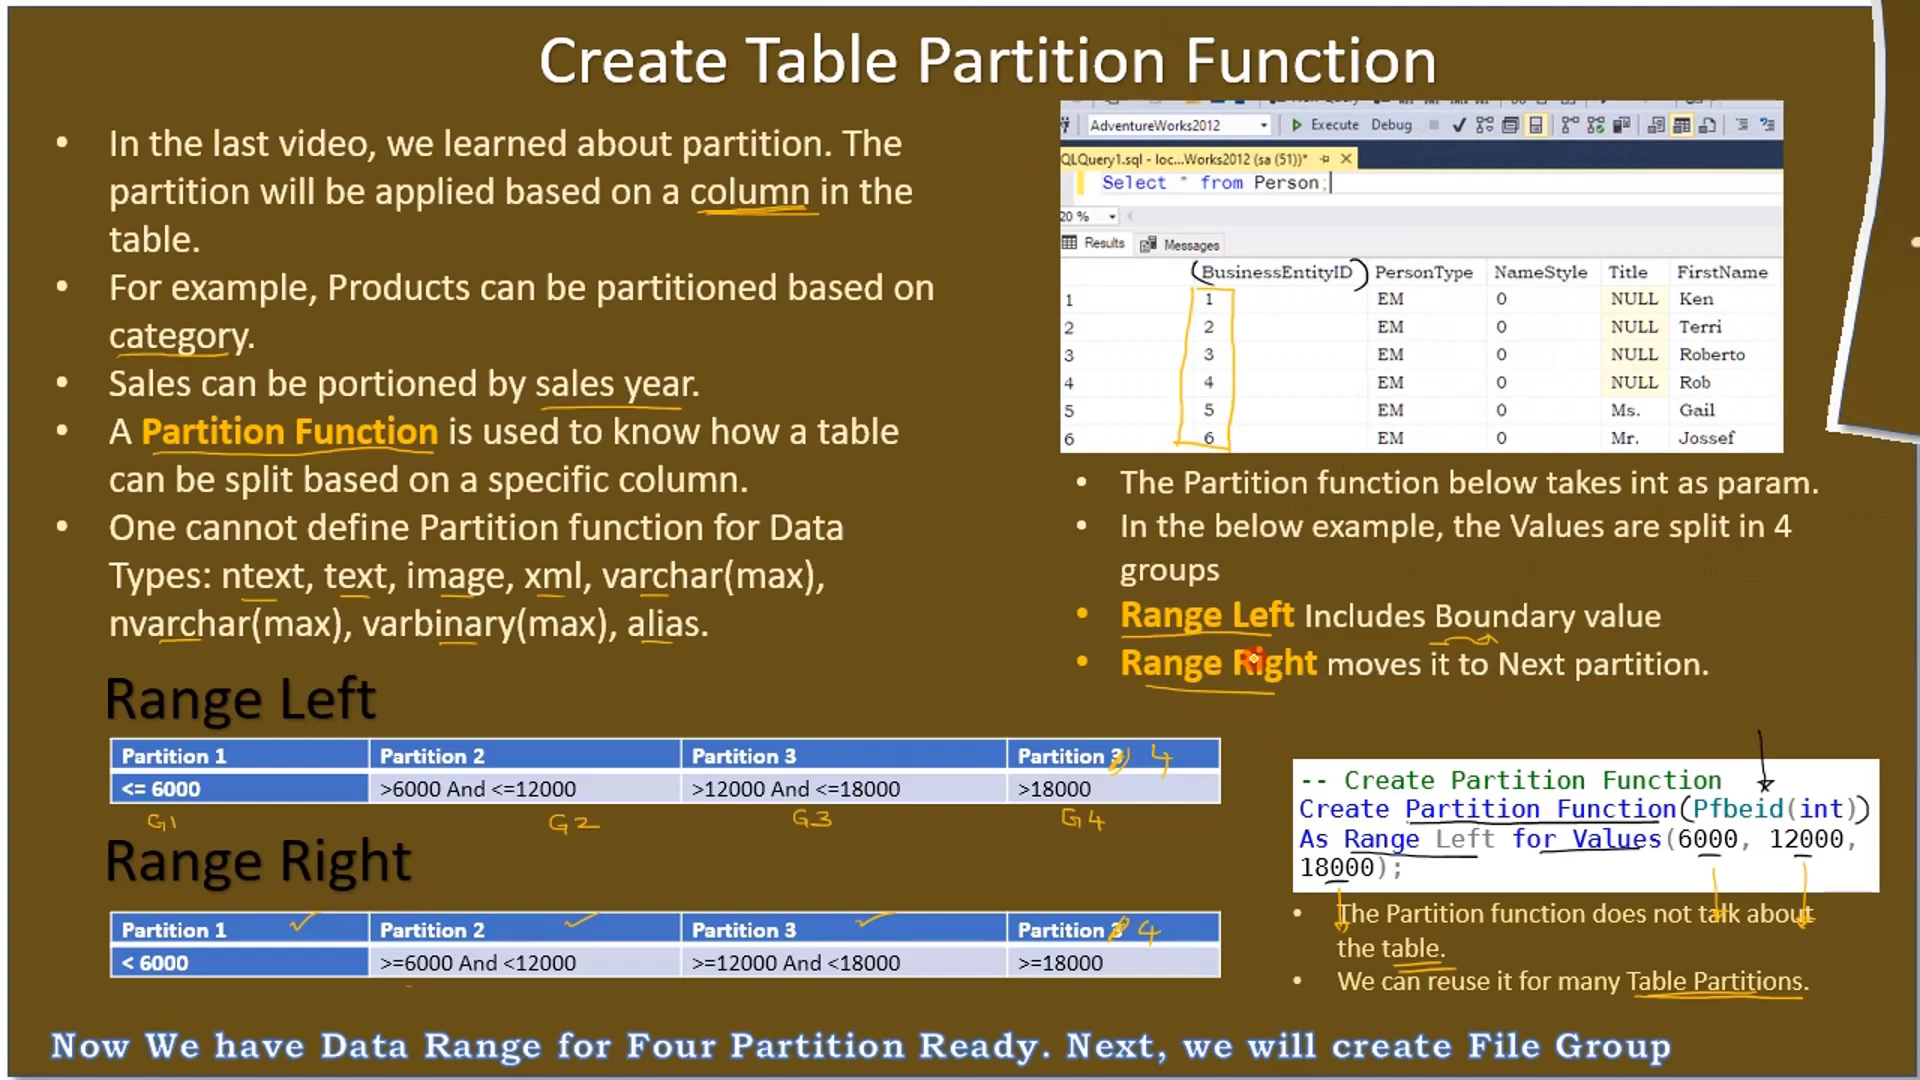 Create Table Partition Function
• In the last video, we learned about partition. The
partition will be applied based on a column in the
table.
• For example, Products can be partitioned based on
category.
• Sales can be portioned by sales year.
• A Partition Function is used to know how a table
can be split based on a specific column.
• One cannot define Partition function for Data
Types: ntext, text, image, xml, varchar(max),
nvarchar(max), varbinary(max), alias.
AdventureWorks2012 Execute Debug
QLQuery1.sql - loc...Works2012 (sa (51))*
Select * from Person;
20 %
Results Messages
BusinessEntityID PersonType NameStyle Title FirstName
1 1 EM 0 NULL Ken
2 2 EM 0 NULL Terri
3 3 EM 0 NULL Roberto
4 4 EM 0 NULL Rob
5 5 EM 0 Ms. Gail
6 6 EM 0 Mr. Jossef
• The Partition function below takes int as param.
• In the below example, the Values are split in 4
groups
• Range Left Includes Boundary value
• Range Right moves it to Next partition.
Range Left
Partition 1 Partition 2 Partition 3 Partition 3 4
<= 6000 >6000 And <=12000 >12000 And <=18000 >18000
G1 G2 G3 G4
Range Right
Partition 1 Partition 2 Partition 3 Partition 3 4
< 6000 >=6000 And <12000 >=12000 And <18000 >=18000
-- Create Partition Function
Create Partition Function(Pfbeid(int))
As Range Left for Values(6000, 12000,
18000);
• The Partition function does not talk about
the table.
• We can reuse it for many Table Partitions.
Now We have Data Range for Four Partition Ready. Next, we will create File Group